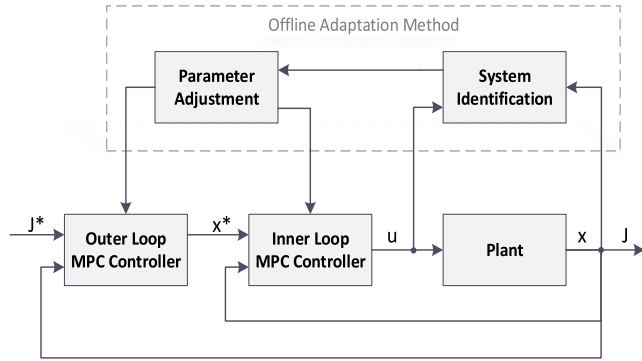 Offline Adaptation Method
Parameter
Adjustment
System
Identification
J*
Outer Loop
MPC Controller
x*
Inner Loop
MPC Controller
u
Plant
x
J